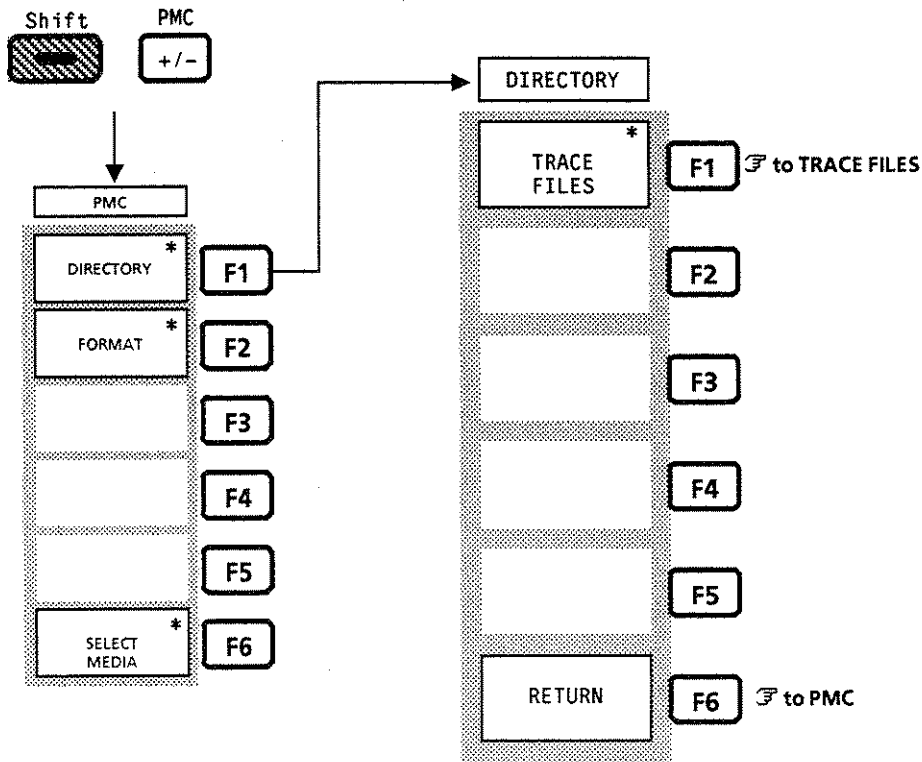 Shift
PMC
+/-
PMC
DIRECTORY *
F1
FORMAT *
F2
F3
F4
F5
SELECT
MEDIA *
F6
DIRECTORY
TRACE
FILES *
F1 to TRACE FILES
F2
F3
F4
F5
RETURN
F6 to PMC